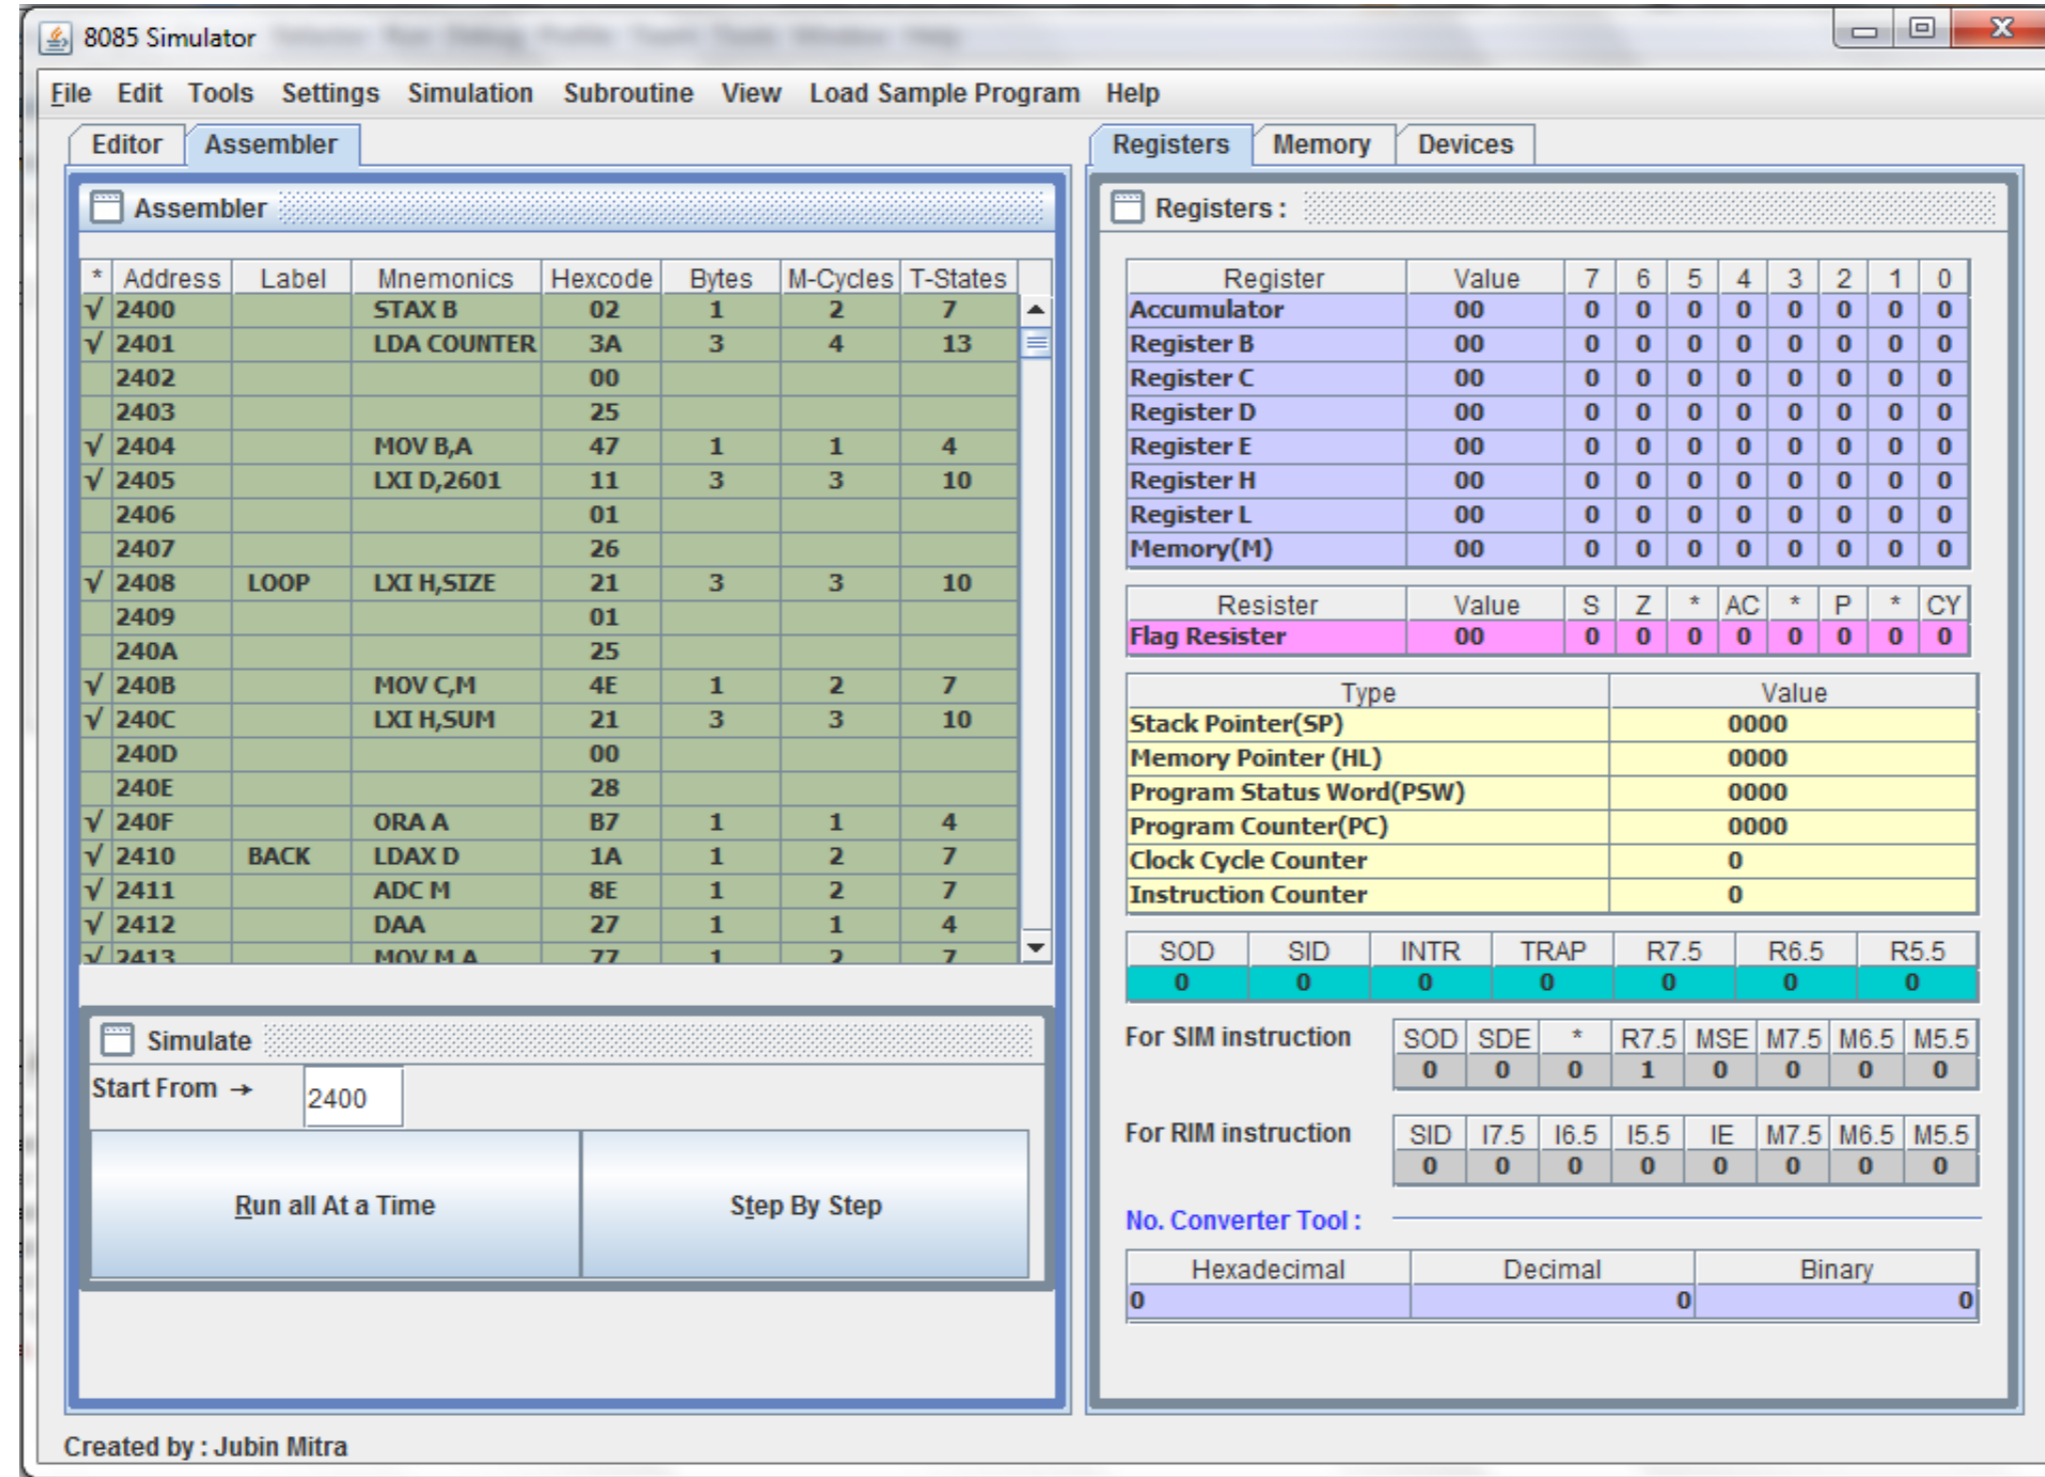 8085 Simulator
File Edit Tools Settings Simulation Subroutine View Load Sample Program Help
Editor Assembler
Assembler
* Address Label Mnemonics Hexcode Bytes M-Cycles T-States
√ 2400 STAX B 02 1 2 7
√ 2401 LDA COUNTER 3A 3 4 13
2402 00
2403 25
√ 2404 MOV B,A 47 1 1 4
√ 2405 LXI D,2601 11 3 3 10
2406 01
2407 26
√ 2408 LOOP LXI H,SIZE 21 3 3 10
2409 01
240A 25
√ 240B MOV C,M 4E 1 2 7
√ 240C LXI H,SUM 21 3 3 10
240D 00
240E 28
√ 240F ORA A B7 1 1 4
√ 2410 BACK LDAX D 1A 1 2 7
√ 2411 ADC M 8E 1 2 7
√ 2412 DAA 27 1 1 4
√ 2413 MOV M,A 77 1 2 7
Simulate
Start From → 2400
Run all At a Time Step By Step
Registers Memory Devices
Registers :
Register Value 7 6 5 4 3 2 1 0
Accumulator 00 0 0 0 0 0 0 0 0
Register B 00 0 0 0 0 0 0 0 0
Register C 00 0 0 0 0 0 0 0 0
Register D 00 0 0 0 0 0 0 0 0
Register E 00 0 0 0 0 0 0 0 0
Register H 00 0 0 0 0 0 0 0 0
Register L 00 0 0 0 0 0 0 0 0
Memory(M) 00 0 0 0 0 0 0 0 0
Resister Value S Z * AC * P * CY
Flag Resister 00 0 0 0 0 0 0 0 0
Type Value
Stack Pointer(SP) 0000
Memory Pointer (HL) 0000
Program Status Word(PSW) 0000
Program Counter(PC) 0000
Clock Cycle Counter 0
Instruction Counter 0
SOD SID INTR TRAP R7.5 R6.5 R5.5
0 0 0 0 0 0 0
For SIM instruction SOD SDE * R7.5 MSE M7.5 M6.5 M5.5
0 0 0 1 0 0 0 0
For RIM instruction SID I7.5 I6.5 I5.5 IE M7.5 M6.5 M5.5
0 0 0 0 0 0 0 0
No. Converter Tool :
Hexadecimal Decimal Binary
0 0 0
Created by : Jubin Mitra